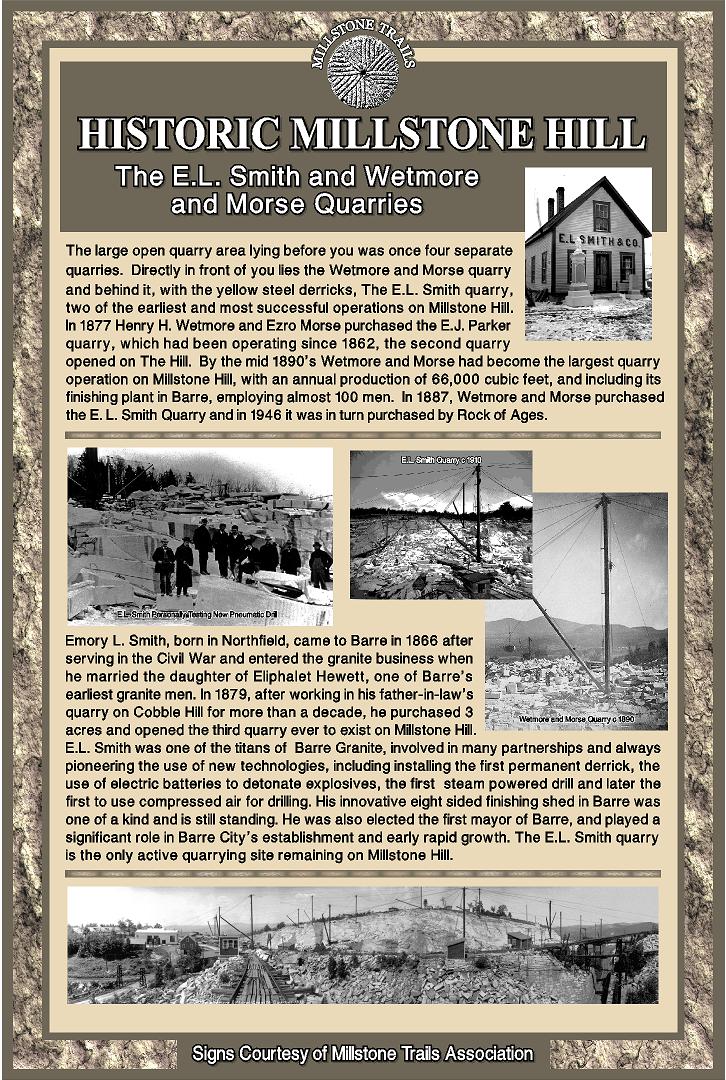 MILLSTONE TRAILS
HISTORIC MILLSTONE HILL
The E.L. Smith and Wetmore
and Morse Quarries
E.L SMITH & CO.
The large open quarry area lying before you was once four separate
quarries. Directly in front of you lies the Wetmore and Morse quarry
and behind it, with the yellow steel derricks, The E.L. Smith quarry,
two of the earliest and most successful operations on Millstone Hill.
In 1877 Henry H. Wetmore and Ezro Morse purchased the E.J. Parker
quarry, which had been operating since 1862, the second quarry
opened on The Hill. By the mid 1890's Wetmore and Morse had become the largest quarry
operation on Millstone Hill, with an annual production of 66,000 cubic feet, and including its
finishing plant in Barre, employing almost 100 men. In 1887, Wetmore and Morse purchased
the E. L. Smith Quarry and in 1946 it was in turn purchased by Rock of Ages.
E.L. Smith Personally Testing New Pneumatic Drill
E.L. Smith Quarry c 1910
Wetmore and Morse Quarry c 1890
Emory L. Smith, born in Northfield, came to Barre in 1866 after
serving in the Civil War and entered the granite business when
he married the daughter of Eliphalet Hewett, one of Barre's
earliest granite men. In 1879, after working in his father-in-law's
quarry on Cobble Hill for more than a decade, he purchased 3
acres and opened the third quarry ever to exist on Millstone Hill.
E.L. Smith was one of the titans of Barre Granite, involved in many partnerships and always
pioneering the use of new technologies, including installing the first permanent derrick, the
use of electric batteries to detonate explosives, the first steam powered drill and later the
first to use compressed air for drilling. His innovative eight sided finishing shed in Barre was
one of a kind and is still standing. He was also elected the first mayor of Barre, and played a
significant role in Barre City's establishment and early rapid growth. The E.L. Smith quarry
is the only active quarrying site remaining on Millstone Hill.
Signs Courtesy of Millstone Trails Association